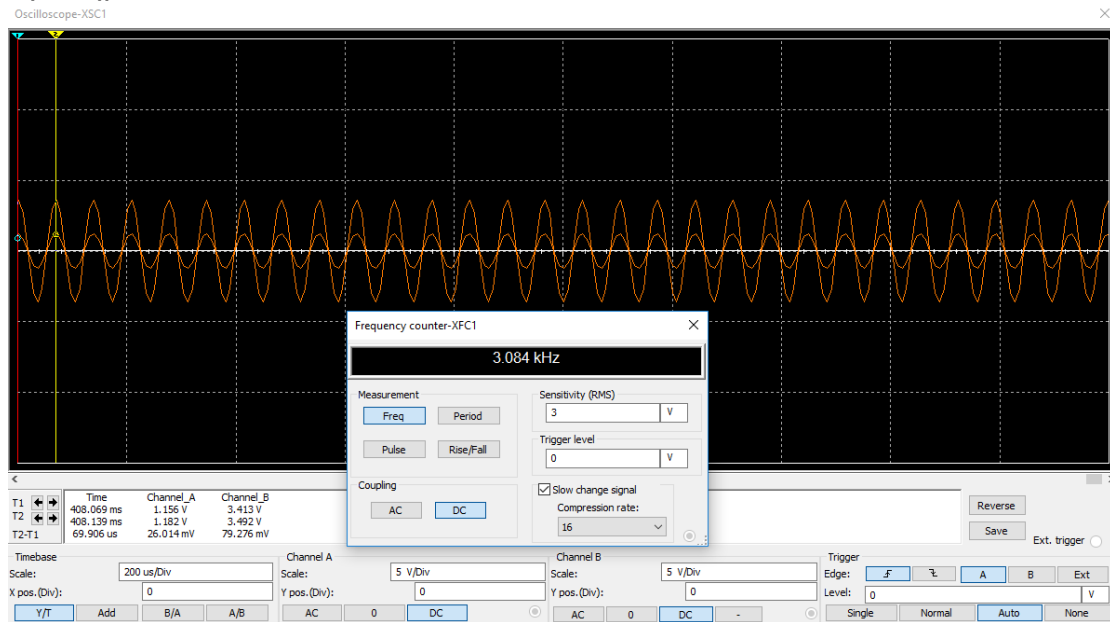 Oscilloscope-XSC1
1
2
Frequency counter-XFC1
3.084 kHz
Measurement
Freq
Period
Pulse
Rise/Fall
Coupling
AC
DC
Sensitivity (RMS)
3
V
Trigger level
0
V
Slow change signal
Compression rate:
16
T1
T2
T2-T1
Time Channel_A Channel_B
408.069 ms 1.156 V 3.413 V
408.139 ms 1.182 V 3.492 V
69.906 us 26.014 mV 79.276 mV
Reverse
Save
Ext. trigger
Timebase
Scale: 200 us/Div
X pos.(Div): 0
Y/T Add B/A A/B
Channel A
Scale: 5 V/Div
Y pos.(Div): 0
AC 0 DC
Channel B
Scale: 5 V/Div
Y pos.(Div): 0
AC 0 DC -
Trigger
Edge: A B Ext
Level: 0 V
Single Normal Auto None